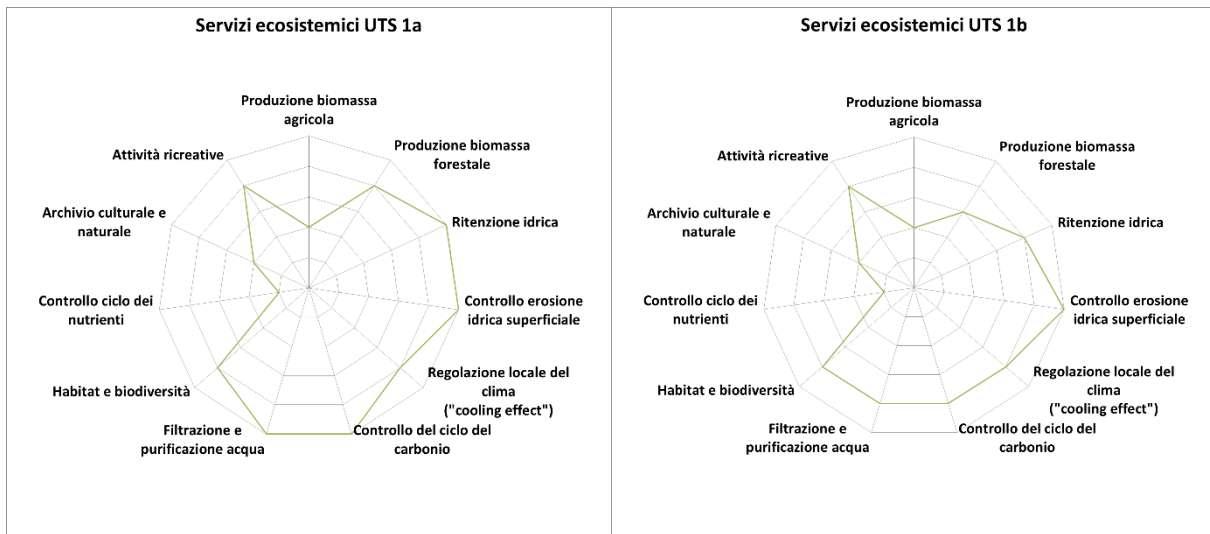 Servizi ecosistemici UTS 1a
Produzione biomassa
agricola
Produzione biomassa
forestale
Ritenzione idrica
Controllo erosione
idrica superficiale
Regolazione locale del
clima
("cooling effect")
Controllo del ciclo del
carbonio
Filtrazione e
purificazione acqua
Habitat e biodiversità
Controllo ciclo dei
nutrienti
Archivio culturale e
naturale
Attività ricreative
Servizi ecosistemici UTS 1b
Produzione biomassa
agricola
Produzione biomassa
forestale
Ritenzione idrica
Controllo erosione
idrica superficiale
Regolazione locale del
clima
("cooling effect")
Controllo del ciclo del
carbonio
Filtrazione e
purificazione acqua
Habitat e biodiversità
Controllo ciclo dei
nutrienti
Archivio culturale e
naturale
Attività ricreative